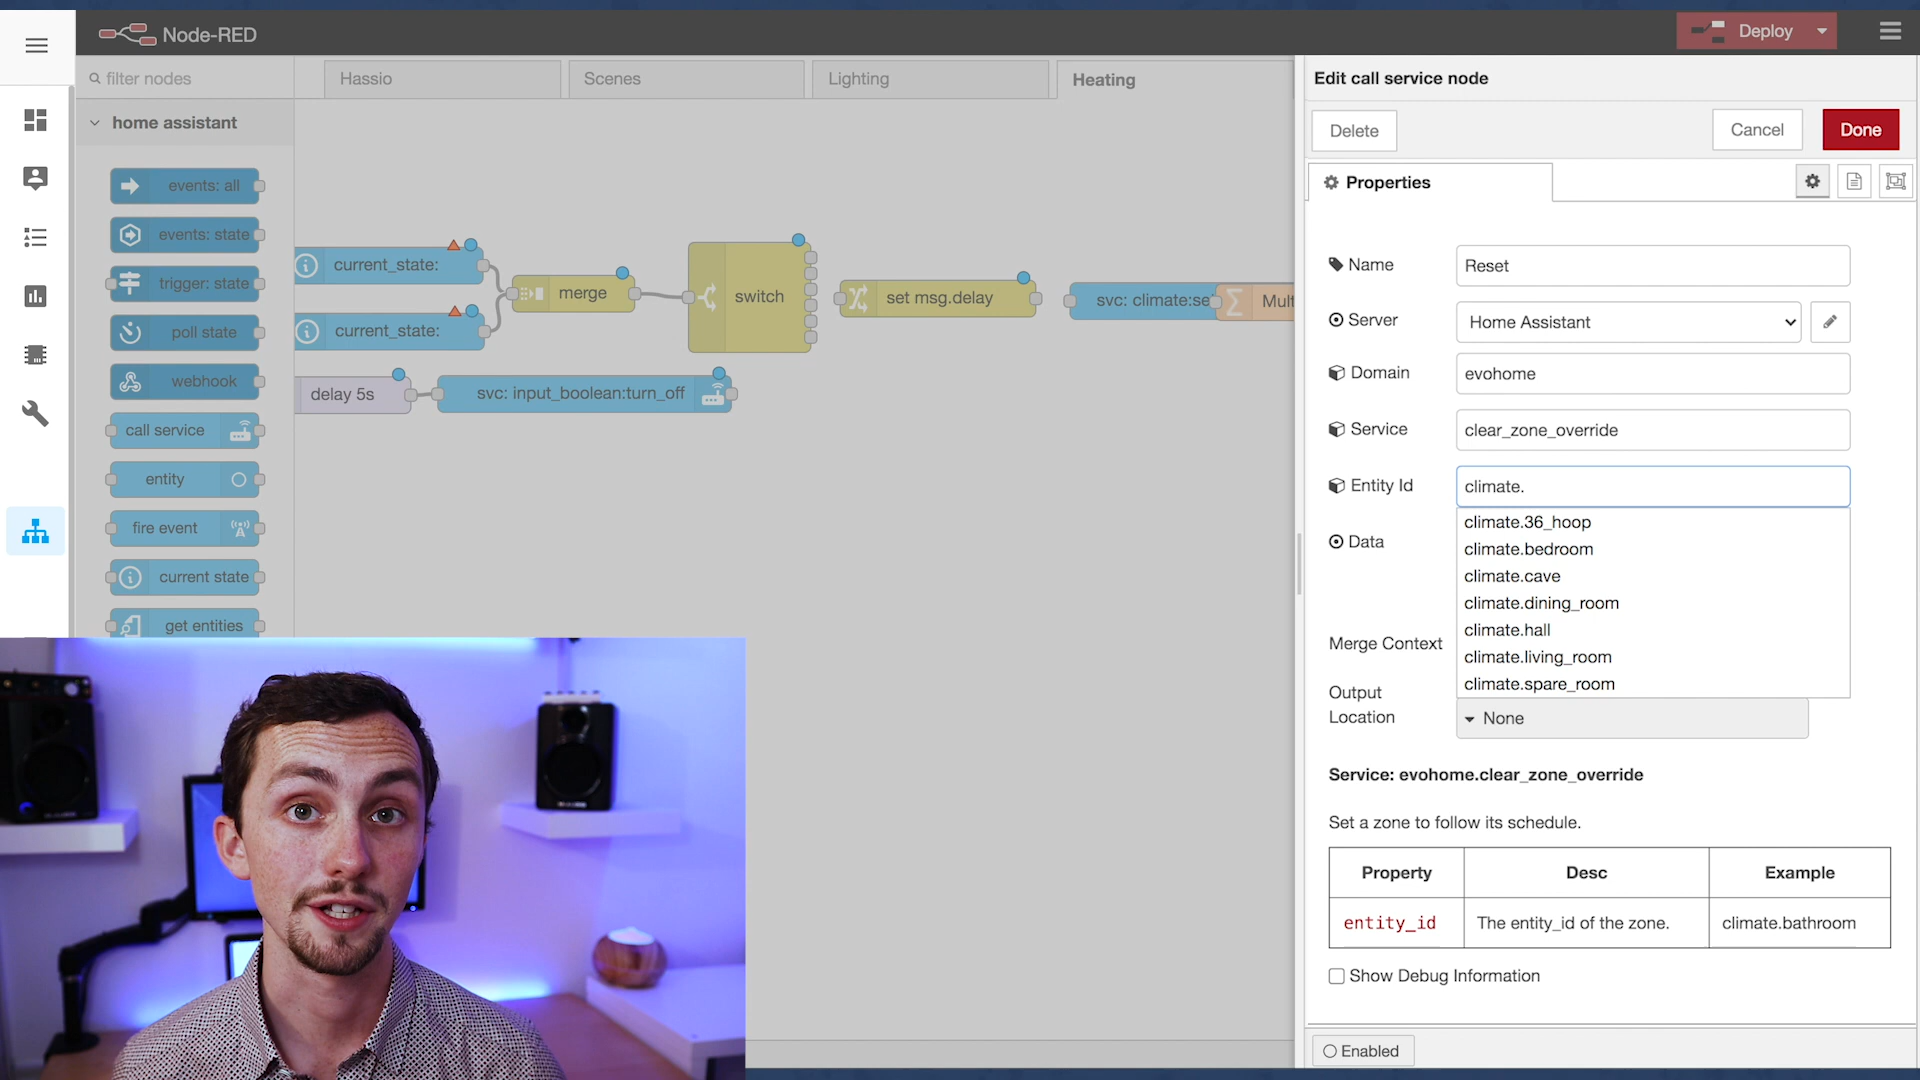 Node-RED
Deploy
filter nodes
Hassio
Scenes
Lighting
Heating
home assistant
events: all
events: state
trigger: state
poll state
webhook
call service
entity
fire event
current state
get entities
current_state:
current_state:
merge
switch
set msg.delay
svc: climate:se
Mult
delay 5s
svc: input_boolean:turn_off
Edit call service node
Delete
Cancel
Done
Properties
Name
Reset
Server
Home Assistant
Domain
evohome
Service
clear_zone_override
Entity Id
climate.
climate.36_hoop
climate.bedroom
climate.cave
climate.dining_room
climate.hall
climate.living_room
climate.spare_room
Data
Merge Context
Output
Location
None
Service: evohome.clear_zone_override
Set a zone to follow its schedule.
Property Desc Example
entity_id The entity_id of the zone. climate.bathroom
Show Debug Information
Enabled